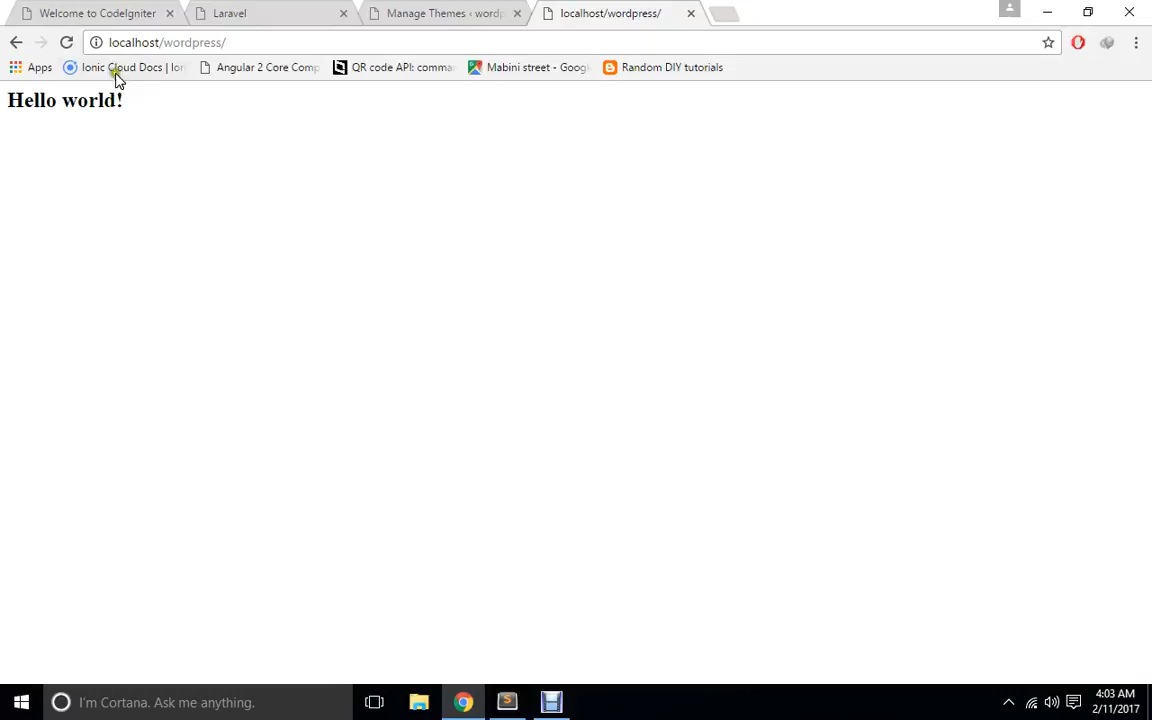 Welcome to CodeIgniter
Laravel
Manage Themes ‹ wordp
localhost/wordpress/
localhost/wordpress/
Apps
Ionic Cloud Docs | Ion
Angular 2 Core Comp
QR code API: comma
Mabini street - Goog
Random DIY tutorials
Hello world!
I'm Cortana. Ask me anything.
4:03 AM
2/11/2017